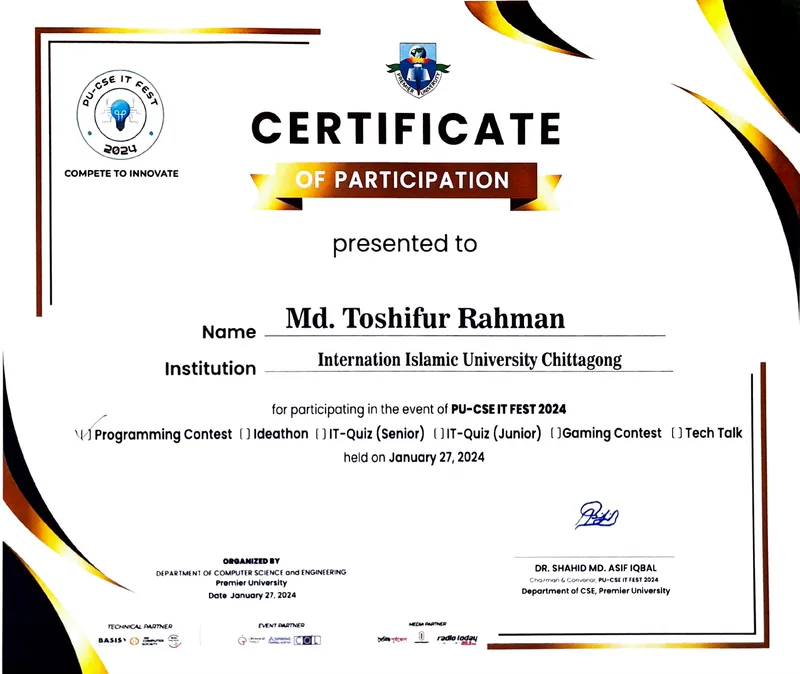 PU-CSE IT FEST
2024
COMPETE TO INNOVATE
PREMIER UNIVERSITY
CERTIFICATE
OF PARTICIPATION
presented to
Name Md. Toshifur Rahman
Institution Internation Islamic University Chittagong
for participating in the event of PU-CSE IT FEST 2024
[✓] Programming Contest [ ] Ideathon [ ] IT-Quiz (Senior) [ ] IT-Quiz (Junior) [ ] Gaming Contest [ ] Tech Talk
held on January 27, 2024
ORGANIZED BY
DEPARTMENT OF COMPUTER SCIENCE and ENGINEERING
Premier University
Date January 27, 2024
DR. SHAHID MD. ASIF IQBAL
Chairman & Convenor, PU-CSE IT FEST 2024
Department of CSE, Premier University
TECHNICAL PARTNER
BASIS
COMPUTER SOCIETY
EVENT PARTNER
MEDIA PARTNER
radio today